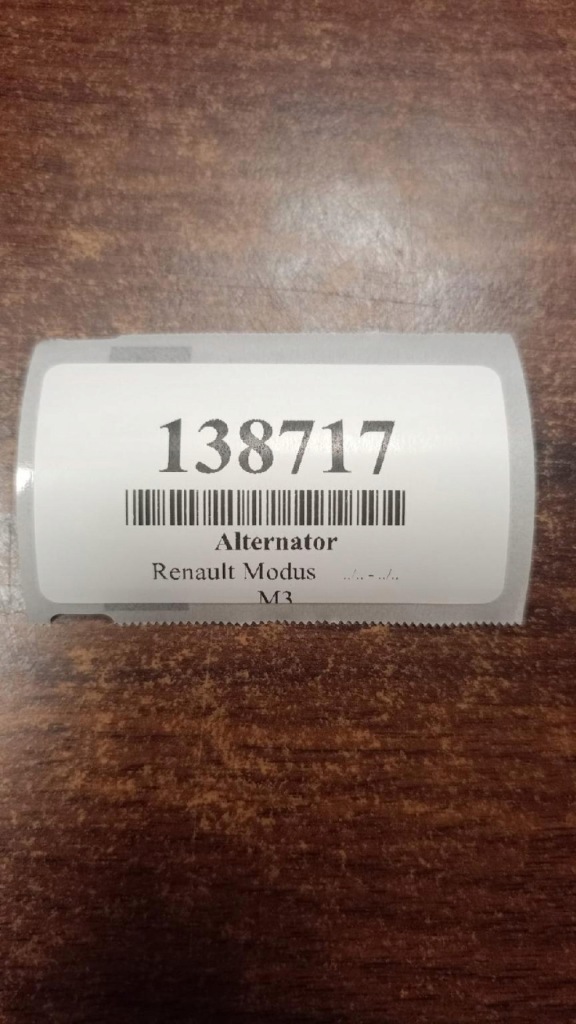 138717
Alternator
Renault Modus ../.. - ../..
M3